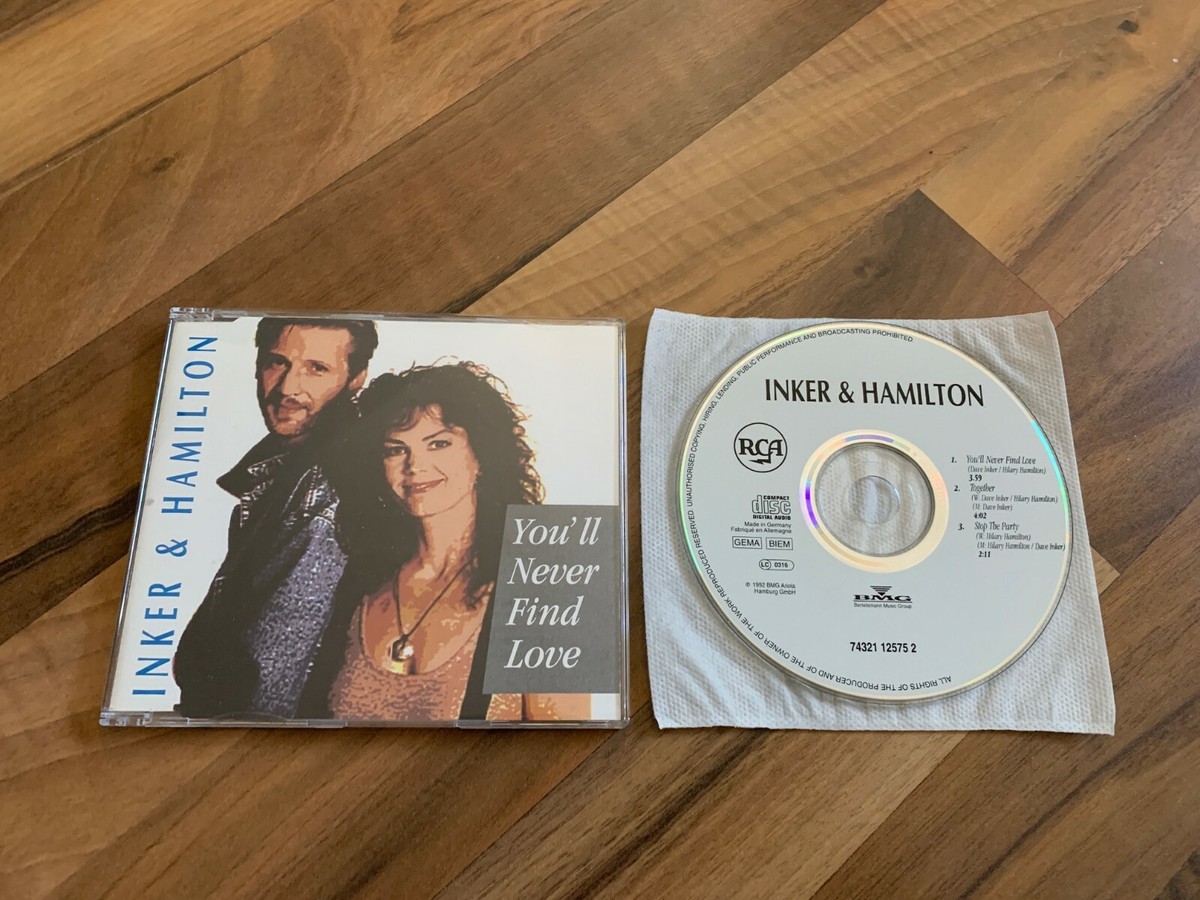 INKER & HAMILTON
You'll
Never
Find
Love
UNAUTHORISED COPYING, HIRING, LENDING, PUBLIC PERFORMANCE AND BROADCASTING PROHIBITED
ALL RIGHTS OF THE PRODUCER AND OF THE OWNER OF THE WORK REPRODUCED RESERVED
INKER & HAMILTON
RCA
COMPACT
disc
DIGITAL AUDIO
Made in Germany
Fabriqué en Allemagne
GEMA BIEM
LC 0316
℗ 1992 BMG Ariola
Hamburg GmbH
1. You'll Never Find Love
(Dave Inker / Hilary Hamilton)
3.59
2. Together
(W: Dave Inker / Hilary Hamilton)
(M: Dave Inker)
4:02
3. Stop The Party
(W: Hilary Hamilton)
(M: Hilary Hamilton / Dave Inker)
2:11
BMG
Bertelsmann Music Group
74321 12575 2